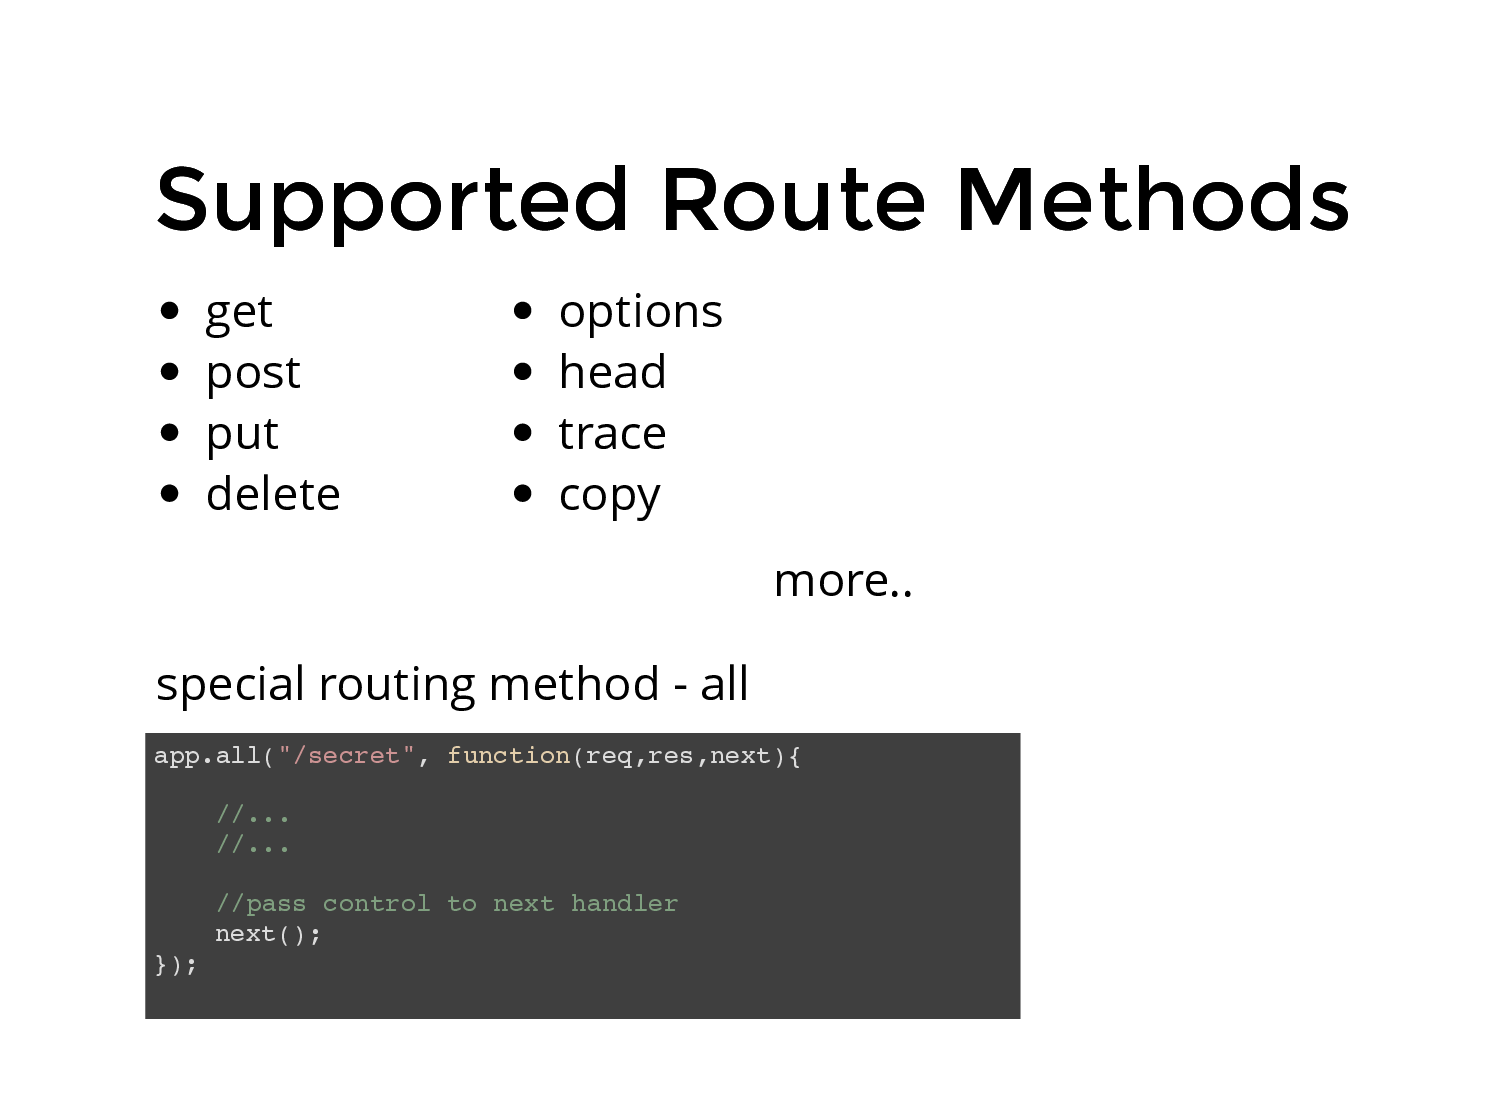 Supported Route Methods
• get
• post
• put
• delete
• options
• head
• trace
• copy
more..
special routing method - all
app.all("/secret", function(req,res,next){
    //...
    //...
    //pass control to next handler
    next();
});